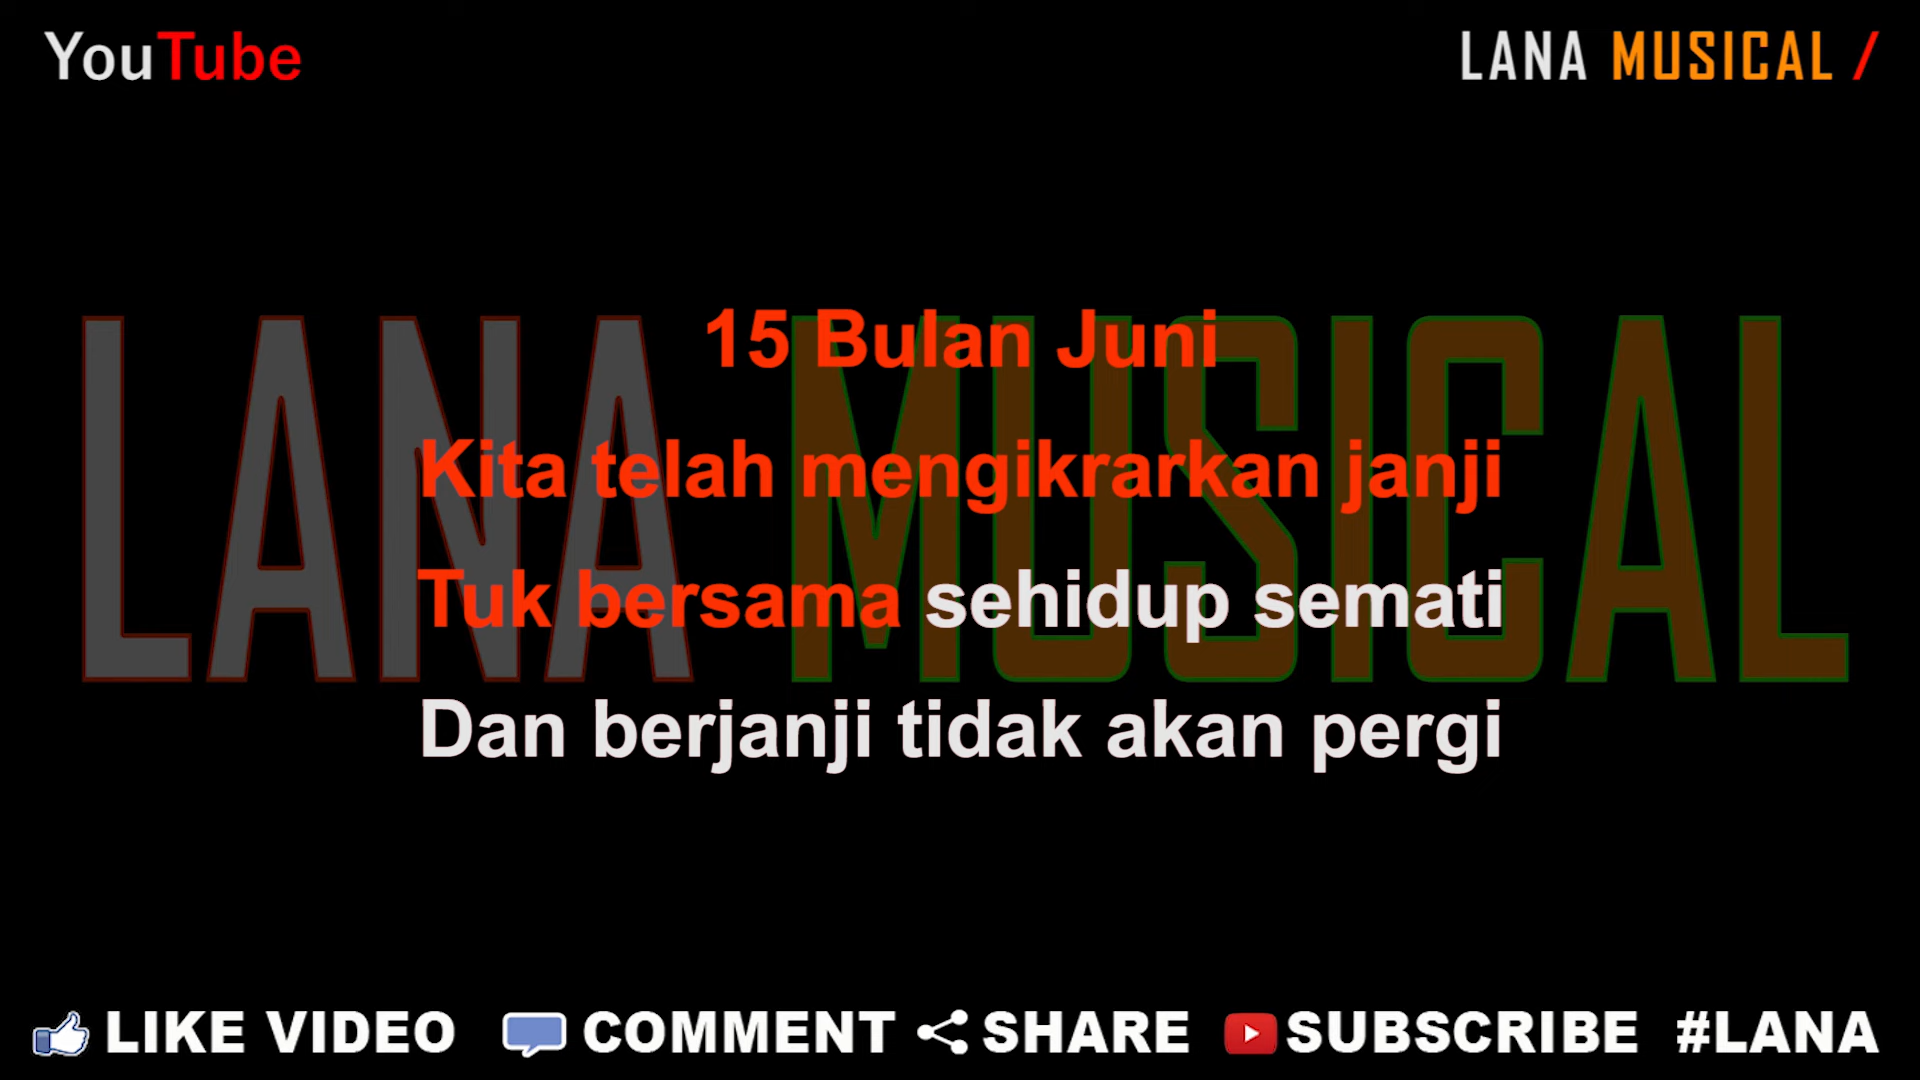 YouTube
LANA MUSICAL /
LANA MUSICAL
15 Bulan Juni
Kita telah mengikrarkan janji
Tuk bersama sehidup semati
Dan berjanji tidak akan pergi
LIKE VIDEO COMMENT SHARE SUBSCRIBE #LANA